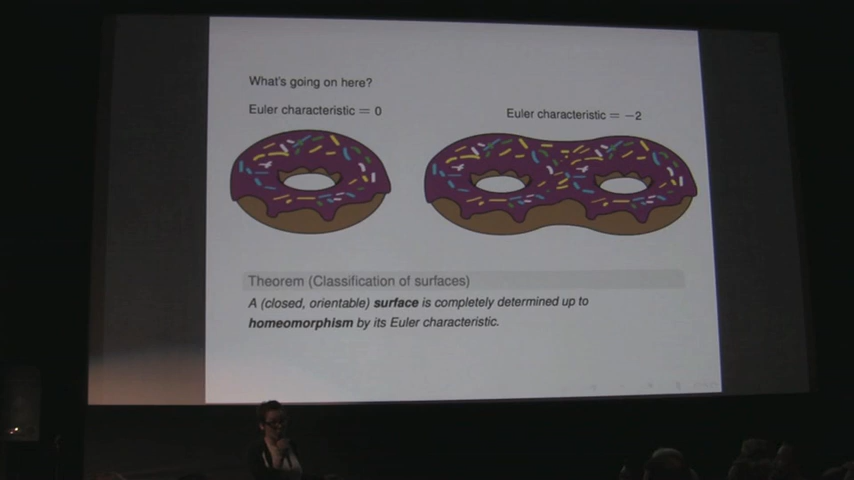 What's going on here?
Euler characteristic = 0
Euler characteristic = −2
Theorem (Classification of surfaces)
A (closed, orientable) surface is completely determined up to
homeomorphism by its Euler characteristic.